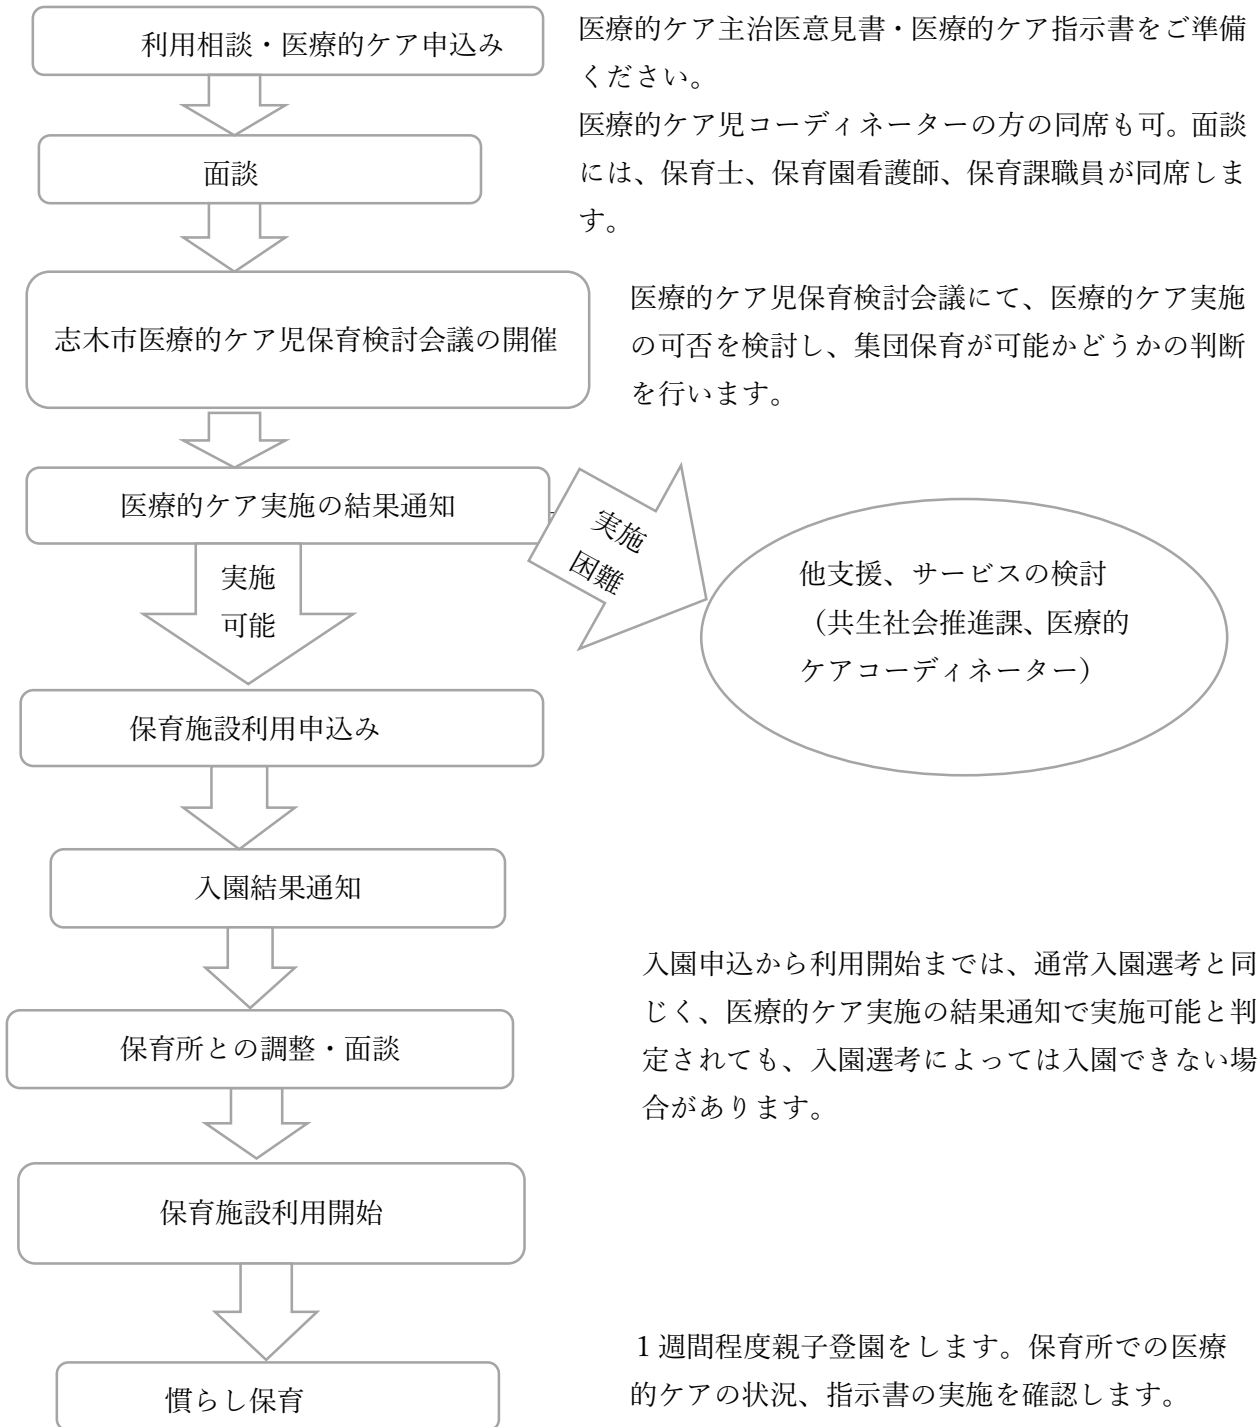 利用相談・医療的ケア申込み
医療的ケア主治医意見書・医療的ケア指示書をご準備
ください。
医療的ケア児コーディネーターの方の同席も可。面談
には、保育士、保育園看護師、保育課職員が同席しま
す。
面談
志木市医療的ケア児保育検討会議の開催
医療的ケア児保育検討会議にて、医療的ケア実施
の可否を検討し、集団保育が可能かどうかの判断
を行います。
医療的ケア実施の結果通知
実施
困難
他支援、サービスの検討
（共生社会推進課、医療的
ケアコーディネーター）
実施
可能
保育施設利用申込み
入園結果通知
保育所との調整・面談
入園申込から利用開始までは、通常入園選考と同
じく、医療的ケア実施の結果通知で実施可能と判
定されても、入園選考によっては入園できない場
合があります。
保育施設利用開始
慣らし保育
１週間程度親子登園をします。保育所での医療
的ケアの状況、指示書の実施を確認します。